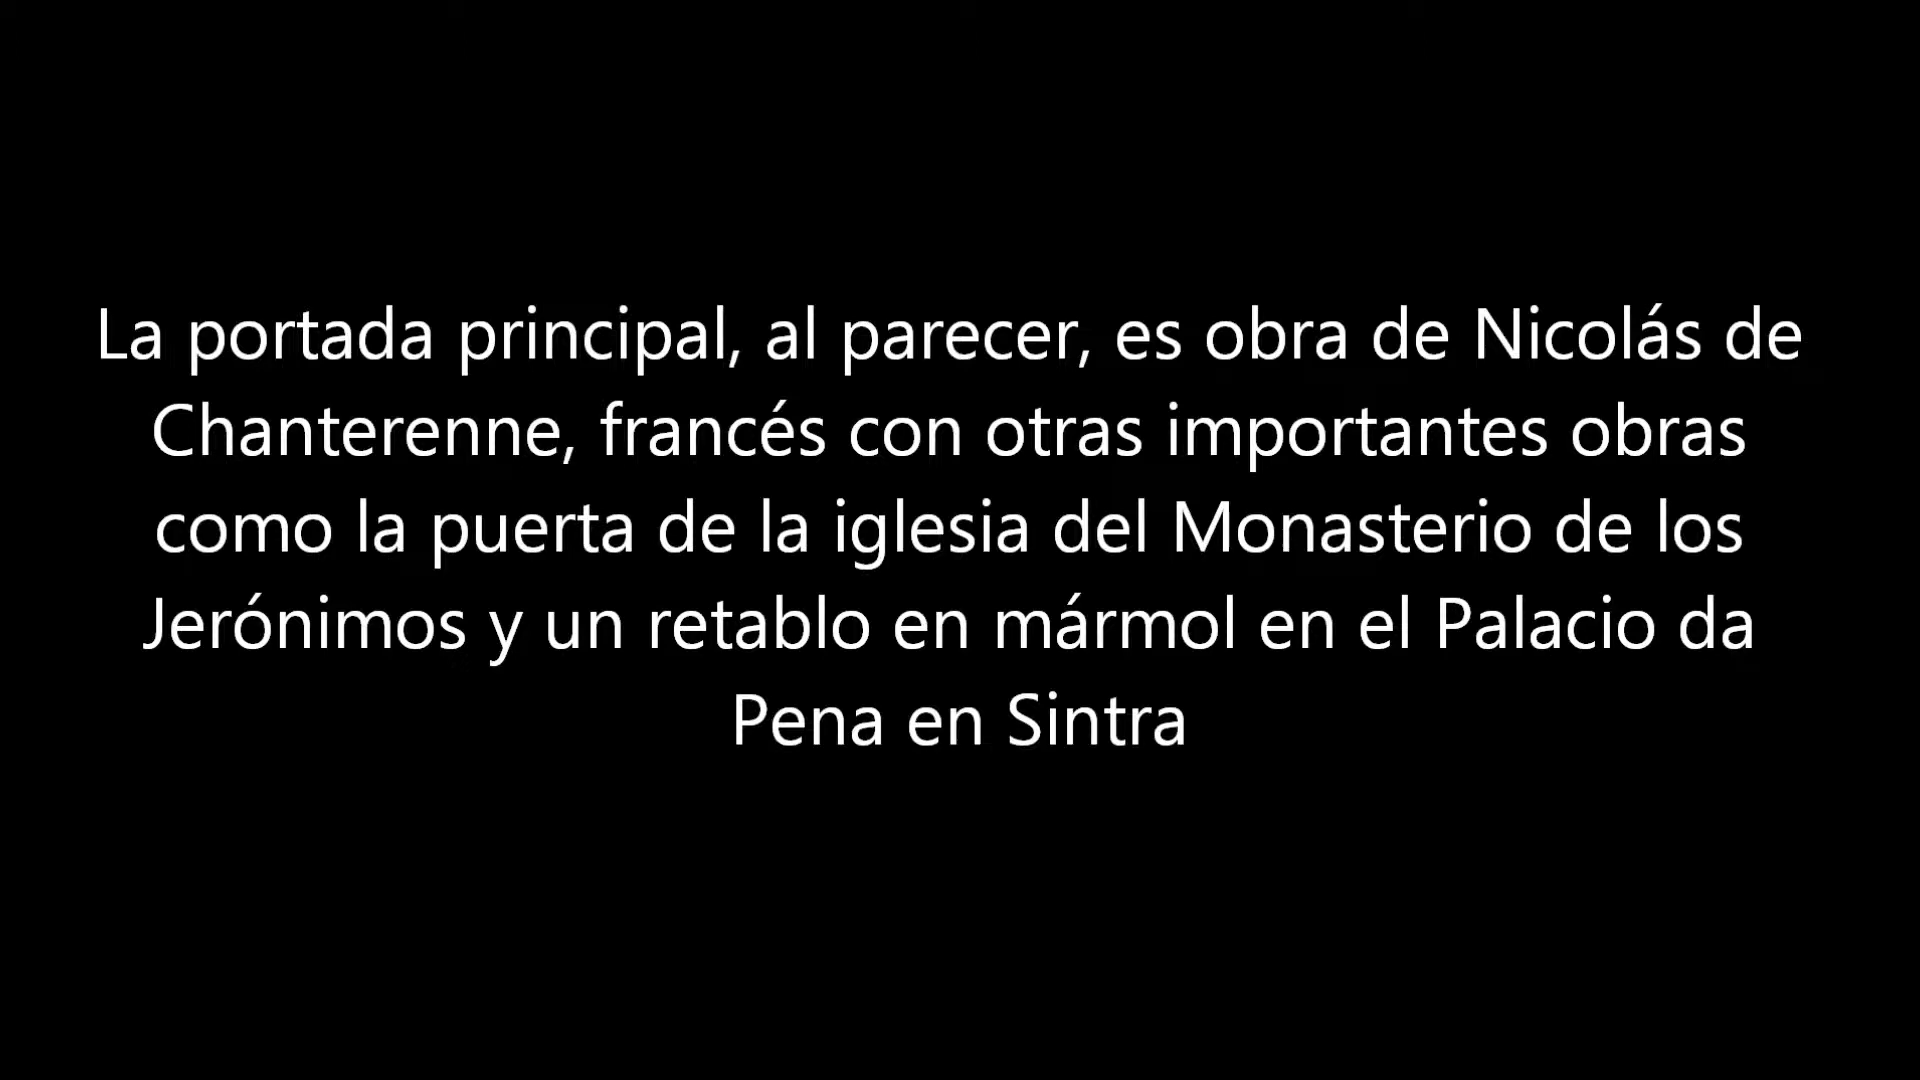 La portada principal, al parecer, es obra de Nicolás de
Chanterenne, francés con otras importantes obras
como la puerta de la iglesia del Monasterio de los
Jerónimos y un retablo en mármol en el Palacio da
Pena en Sintra